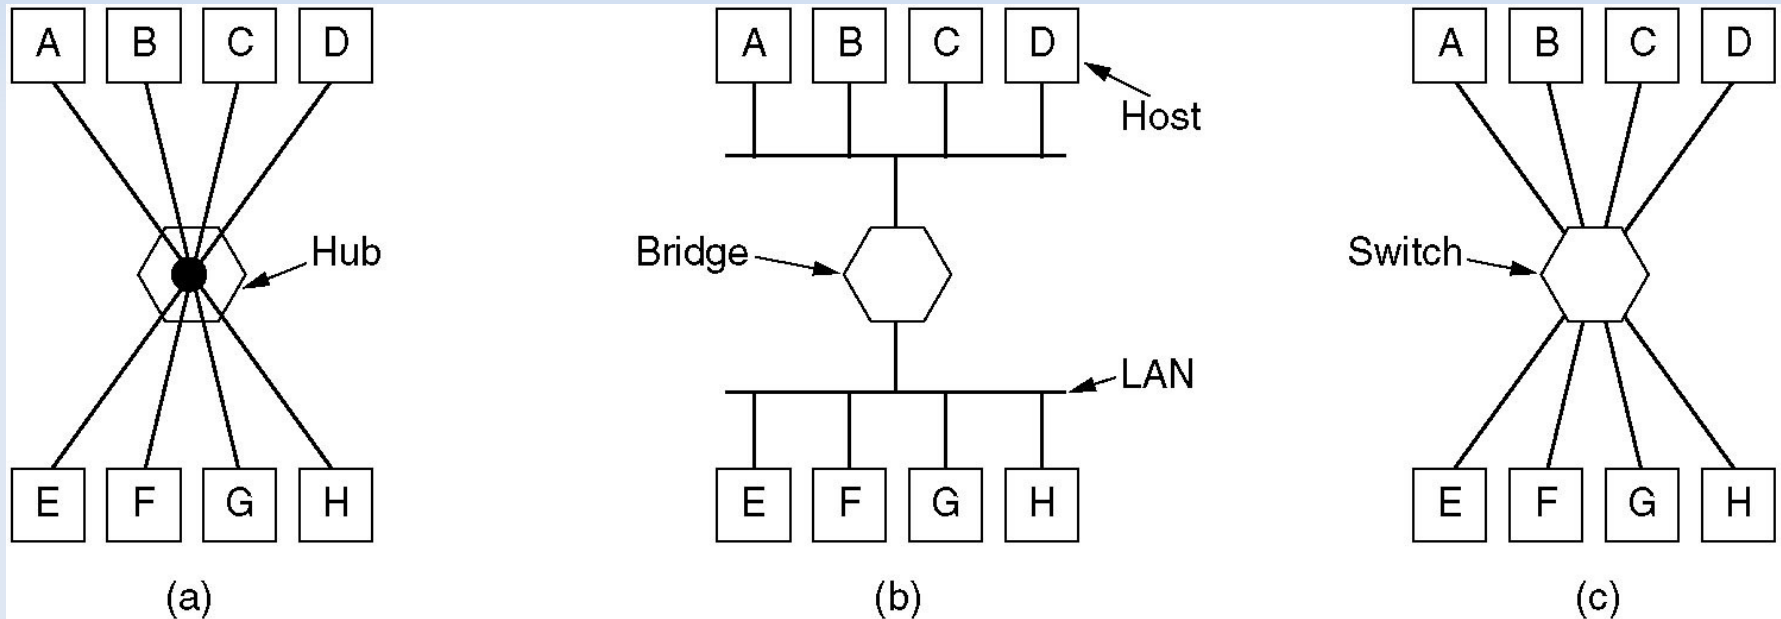 A B C D
Hub
E F G H
(a)
A B C D
Host
Bridge
LAN
E F G H
(b)
A B C D
Switch
E F G H
(c)